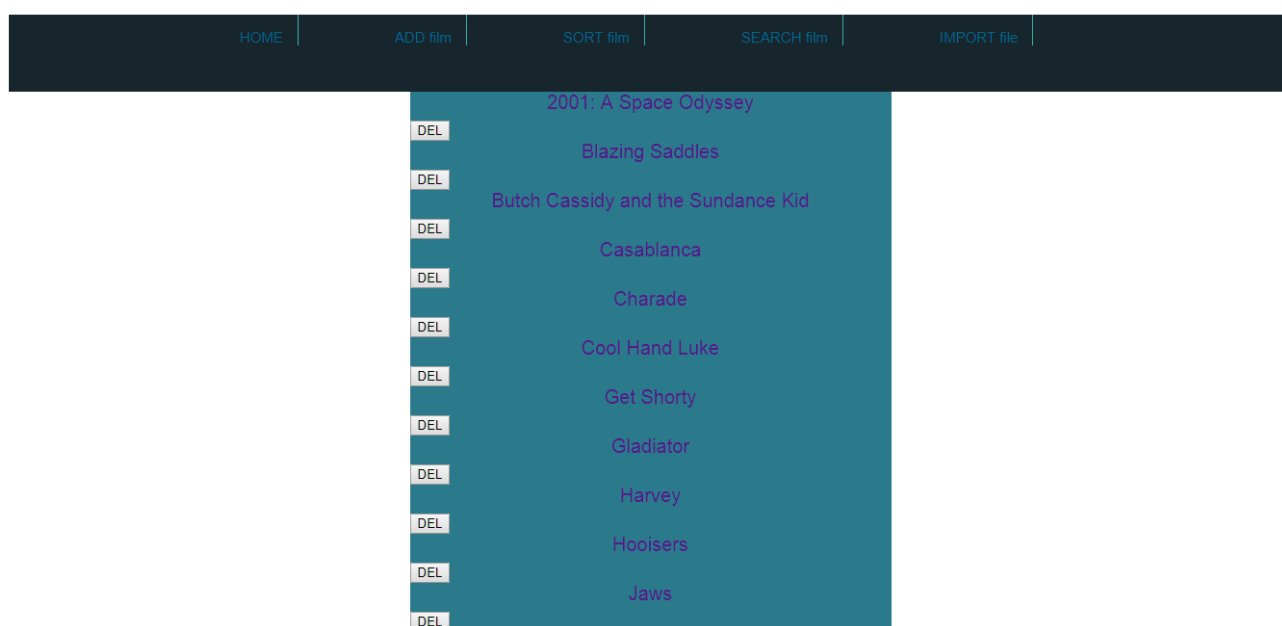 HOME ADD film SORT film SEARCH film IMPORT file
2001: A Space Odyssey
DEL
Blazing Saddles
DEL
Butch Cassidy and the Sundance Kid
DEL
Casablanca
DEL
Charade
DEL
Cool Hand Luke
DEL
Get Shorty
DEL
Gladiator
DEL
Harvey
DEL
Hooisers
DEL
Jaws
DEL